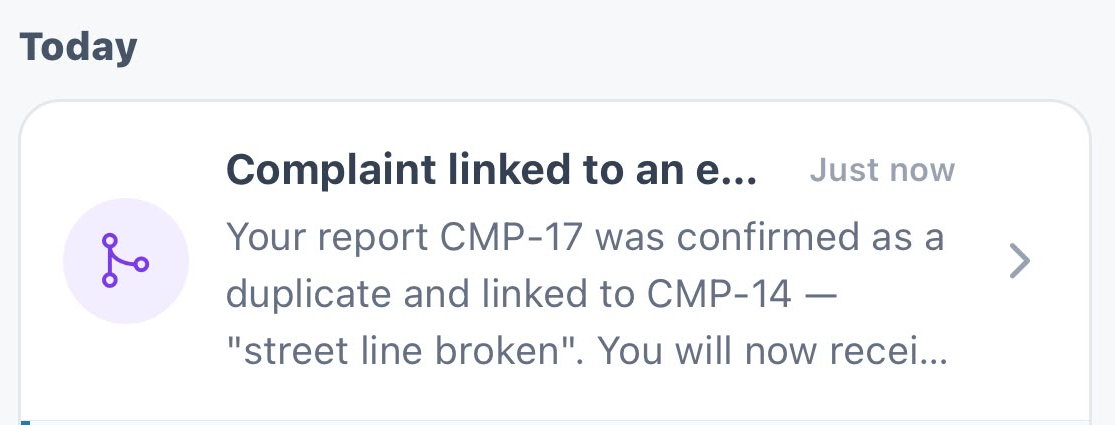 Today
Complaint linked to an e... Just now
Your report CMP-17 was confirmed as a
duplicate and linked to CMP-14 —
"street line broken". You will now recei...